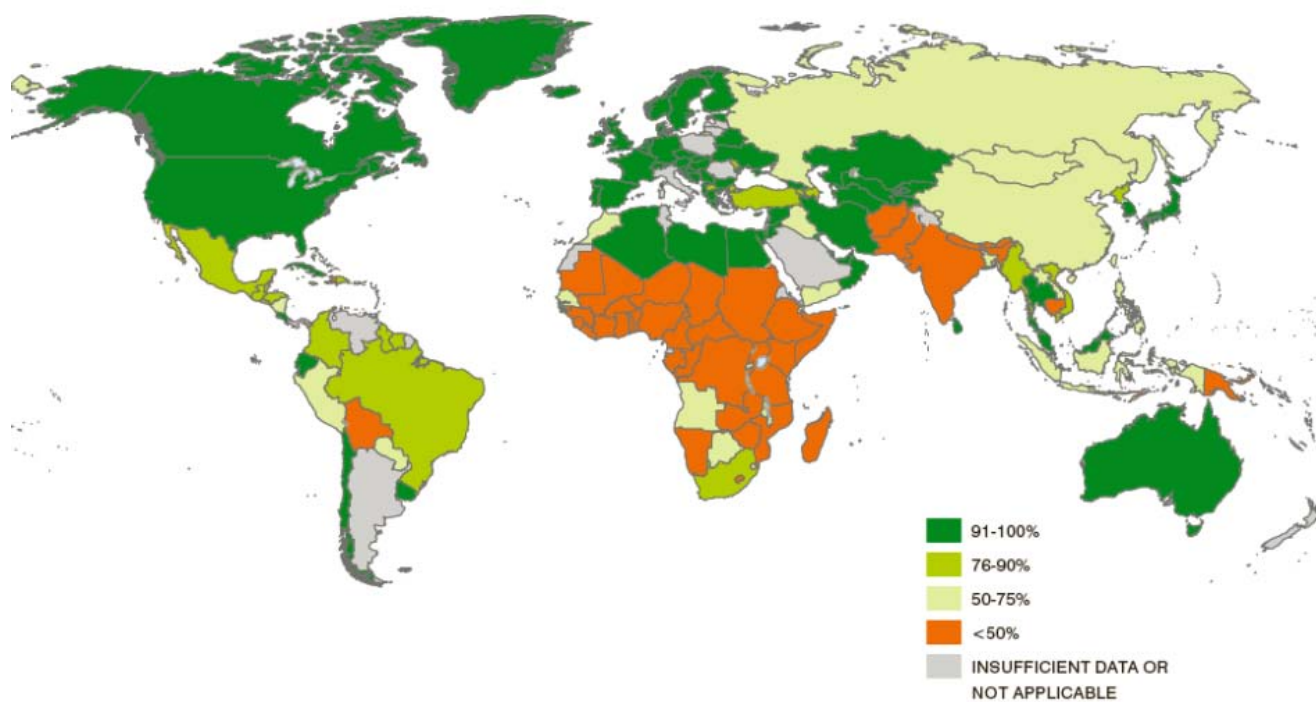 91-100%
76-90%
50-75%
<50%
INSUFFICIENT DATA OR
NOT APPLICABLE